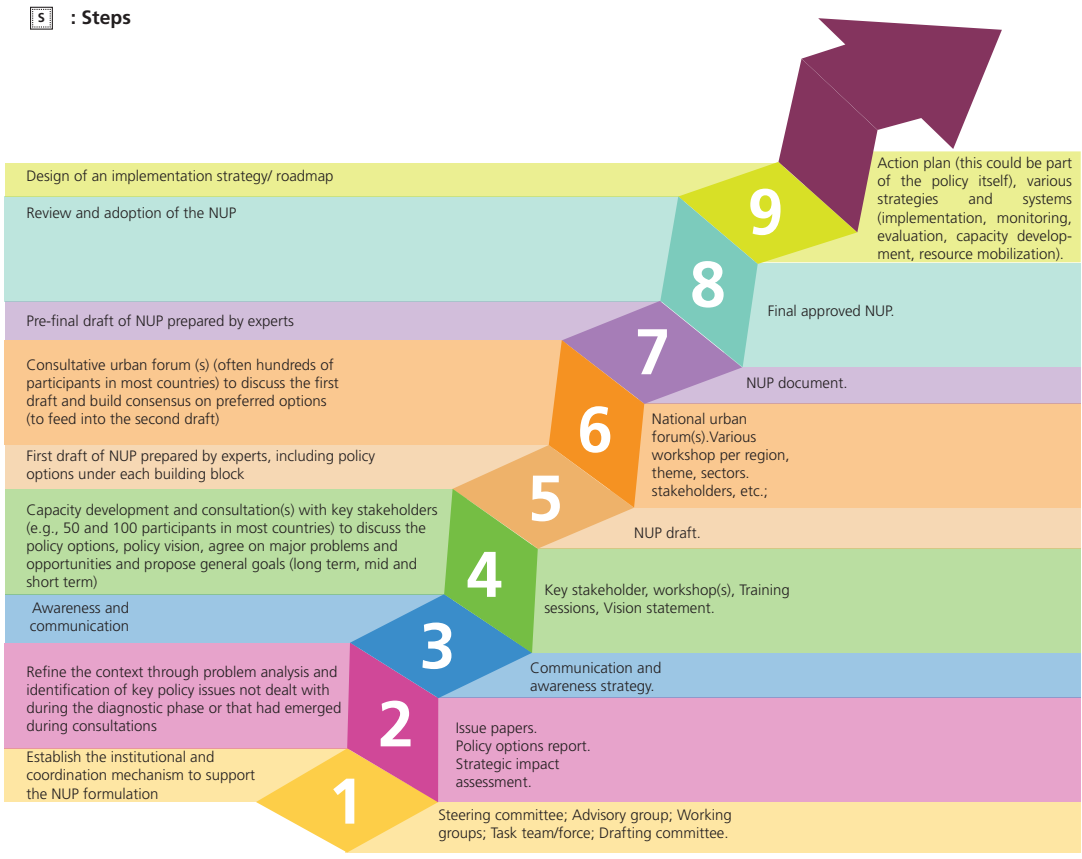 S : Steps
Design of an implementation strategy/ roadmap
9
Action plan (this could be part
of the policy itself), various
strategies and systems
(implementation, monitoring,
evaluation, capacity develop-
ment, resource mobilization).
Review and adoption of the NUP
8
Final approved NUP.
Pre-final draft of NUP prepared by experts
7
NUP document.
Consultative urban forum (s) (often hundreds of
participants in most countries) to discuss the first
draft and build consensus on preferred options
(to feed into the second draft)
6
National urban
forum(s).Various
workshop per region,
theme, sectors.
stakeholders, etc.;
First draft of NUP prepared by experts, including policy
options under each building block
5
NUP draft.
Capacity development and consultation(s) with key stakeholders
(e.g., 50 and 100 participants in most countries) to discuss the
policy options, policy vision, agree on major problems and
opportunities and propose general goals (long term, mid and
short term)
4
Key stakeholder, workshop(s), Training
sessions, Vision statement.
Awareness and
communication
3
Communication and
awareness strategy.
Refine the context through problem analysis and
identification of key policy issues not dealt with
during the diagnostic phase or that had emerged
during consultations
2
Issue papers.
Policy options report.
Strategic impact
assessment.
Establish the institutional and
coordination mechanism to support
the NUP formulation
1
Steering committee; Advisory group; Working
groups; Task team/force; Drafting committee.